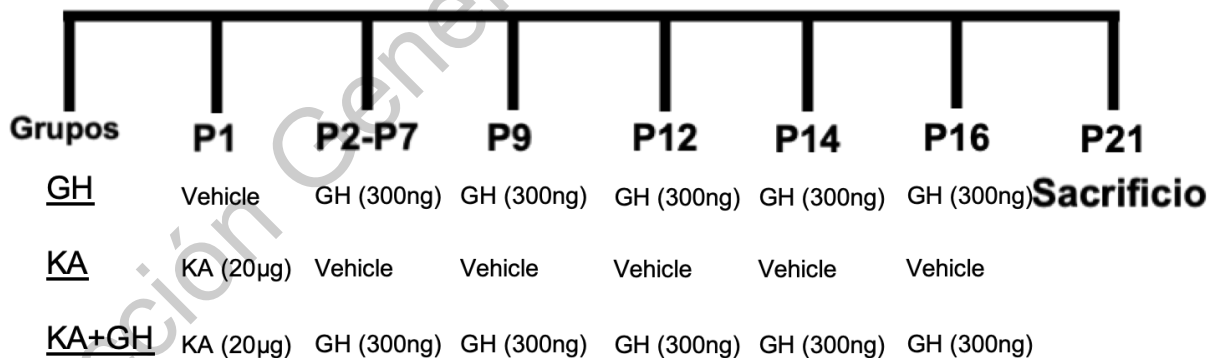 Grupos P1 P2-P7 P9 P12 P14 P16 P21
GH Vehicle GH (300ng) GH (300ng) GH (300ng) GH (300ng) GH (300ng) Sacrificio
KA KA (20µg) Vehicle Vehicle Vehicle Vehicle Vehicle
KA+GH KA (20µg) GH (300ng) GH (300ng) GH (300ng) GH (300ng) GH (300ng)